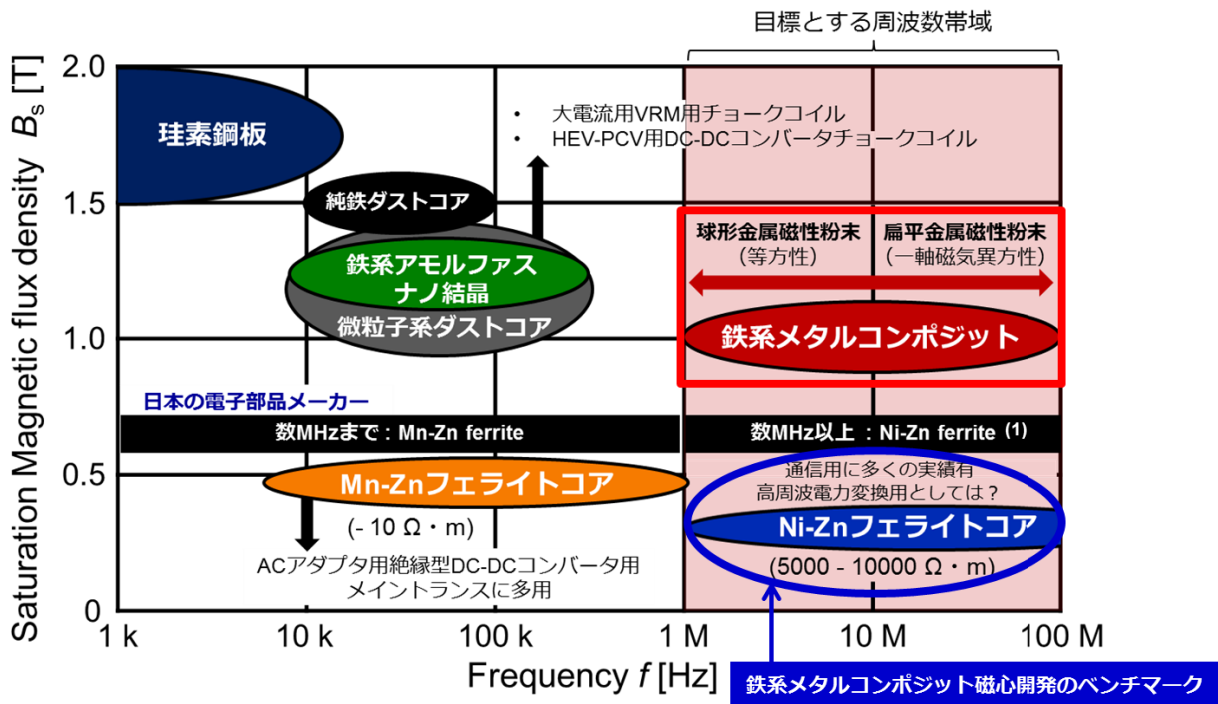 目標とする周波数帯域
Saturation Magnetic flux density Bs [T]
2.0
1.5
1.0
0.5
0
珪素鋼板
• 大電流用VRM用チョークコイル
• HEV-PCV用DC-DCコンバータチョークコイル
純鉄ダストコア
鉄系アモルファス
ナノ結晶
微粒子系ダストコア
球形金属磁性粉末
(等方性)
扁平金属磁性粉末
(一軸磁気異方性)
鉄系メタルコンポジット
日本の電子部品メーカー
数MHzまで：Mn-Zn ferrite
数MHz以上 ：Ni-Zn ferrite (1)
Mn-Znフェライトコア
(- 10 Ω・m)
ACアダプタ用絶縁型DC-DCコンバータ用
メイントランスに多用
通信用に多くの実績有
高周波電力変換用としては？
Ni-Znフェライトコア
(5000 - 10000 Ω・m)
1 k
10 k
100 k
1 M
10 M
100 M
Frequency f [Hz]
鉄系メタルコンポジット磁心開発のベンチマーク